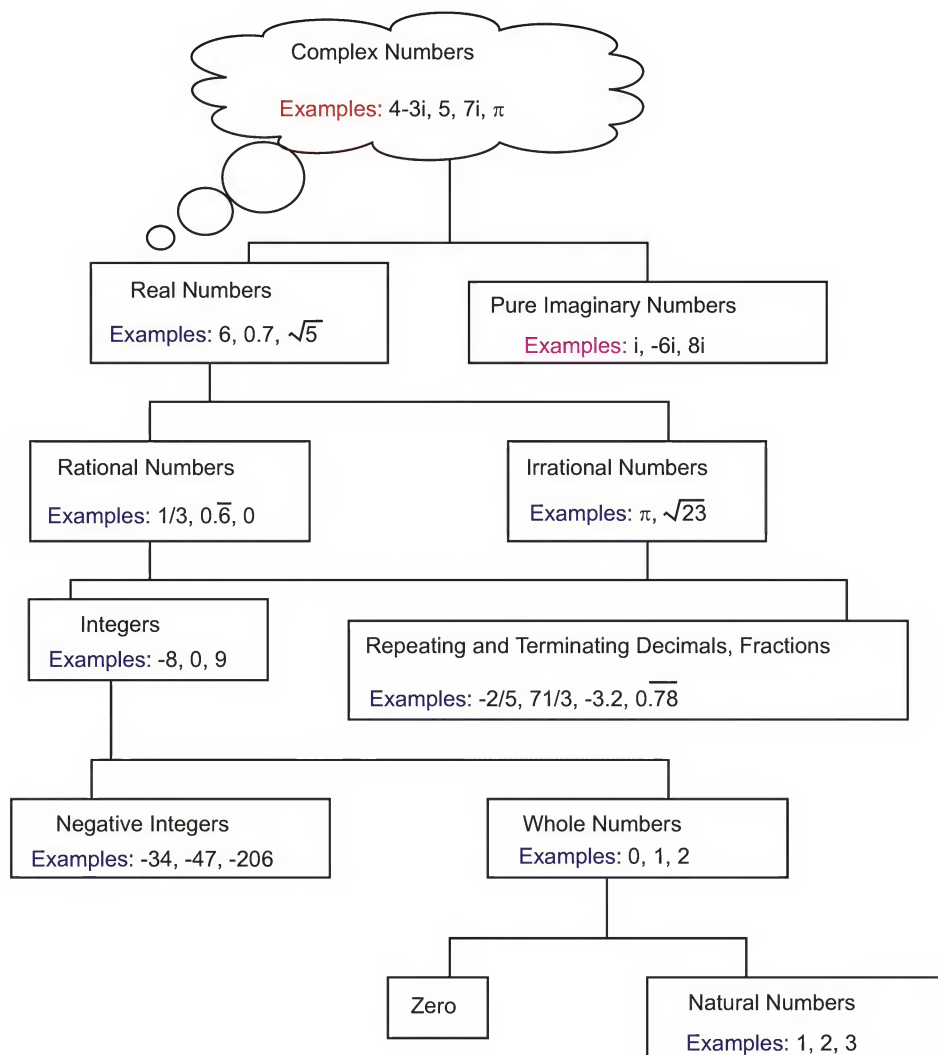 Complex Numbers
Examples: 4-3i, 5, 7i, π
Real Numbers
Examples: 6, 0.7, √5
Pure Imaginary Numbers
Examples: i, -6i, 8i
Rational Numbers
Examples: 1/3, 0.6̅, 0
Irrational Numbers
Examples: π, √23
Integers
Examples: -8, 0, 9
Repeating and Terminating Decimals, Fractions
Examples: -2/5, 71/3, -3.2, 0.7̅8̅
Negative Integers
Examples: -34, -47, -206
Whole Numbers
Examples: 0, 1, 2
Zero
Natural Numbers
Examples: 1, 2, 3